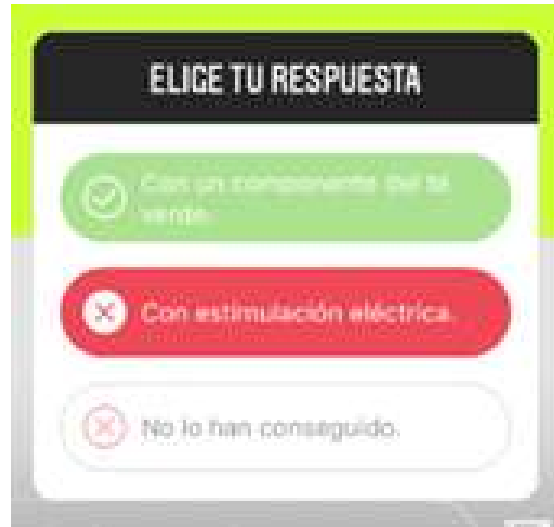 ELIGE TU RESPUESTA
Con un componente del té
verde.
Con estimulación eléctrica.
No lo han conseguido.